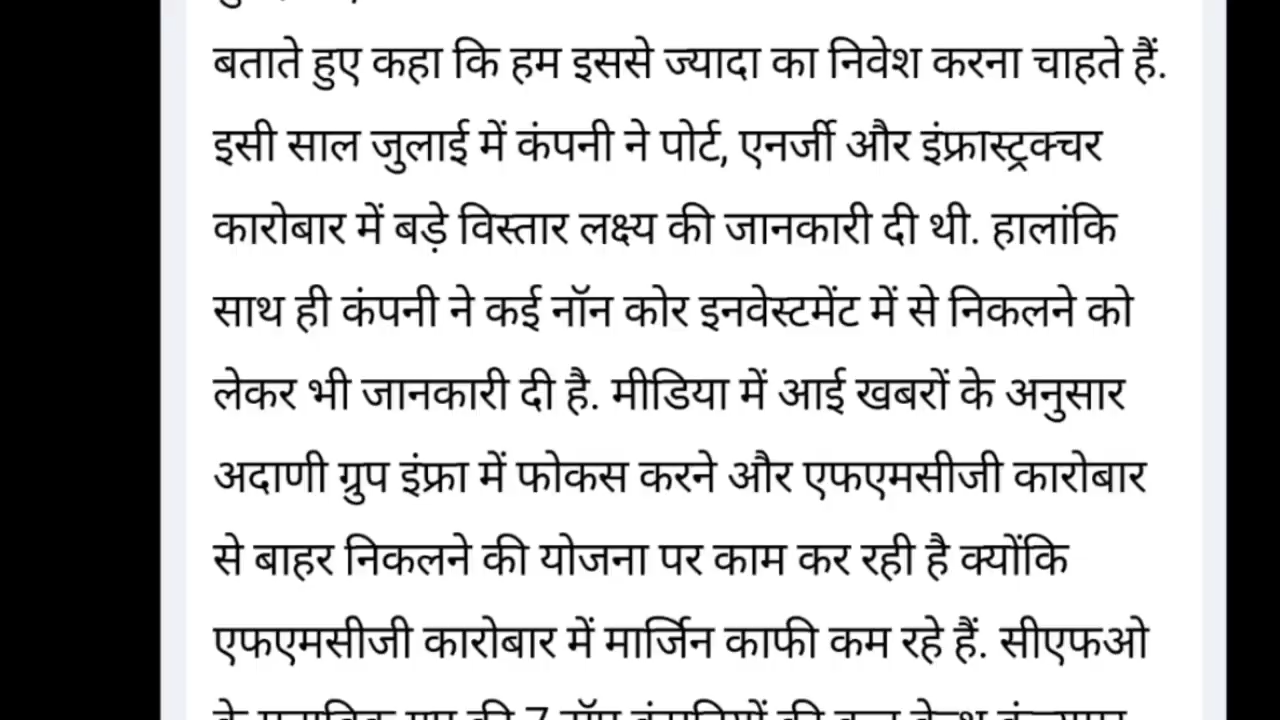 बताते हुए कहा कि हम इससे ज्यादा का निवेश करना चाहते हैं.
इसी साल जुलाई में कंपनी ने पोर्ट, एनर्जी और इंफ्रास्ट्रक्चर
कारोबार में बड़े विस्तार लक्ष्य की जानकारी दी थी. हालांकि
साथ ही कंपनी ने कई नॉन कोर इनवेस्टमेंट में से निकलने को
लेकर भी जानकारी दी है. मीडिया में आई खबरों के अनुसार
अदाणी ग्रुप इंफ्रा में फोकस करने और एफएमसीजी कारोबार
से बाहर निकलने की योजना पर काम कर रही है क्योंकि
एफएमसीजी कारोबार में मार्जिन काफी कम रहे हैं. सीएफओ